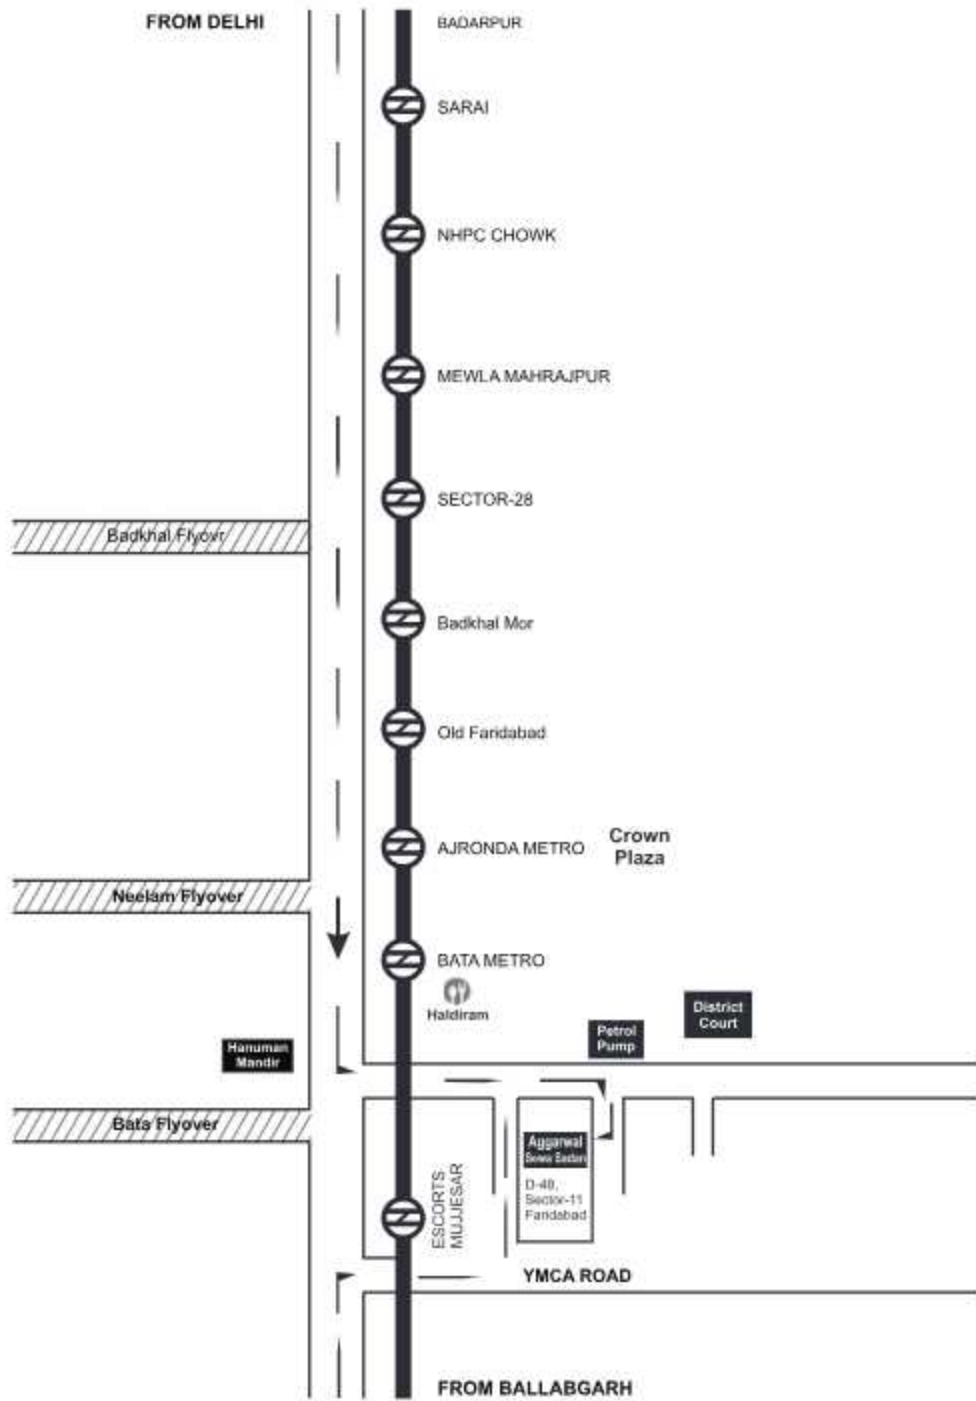 FROM DELHI
BADARPUR
SARAI
NHPC CHOWK
MEWLA MAHRAJPUR
SECTOR-28
Badkhal Flyovr
Badkhal Mor
Old Faridabad
AJRONDA METRO
Crown
Plaza
Neelam Flyover
BATA METRO
Haldiram
District
Court
Petrol
Pump
Hanuman
Mandir
Bata Flyover
Aggarwal
Sewa Sadan
D-48,
Sector-11
Faridabad
ESCORTS
MUJJESAR
YMCA ROAD
FROM BALLABGARH